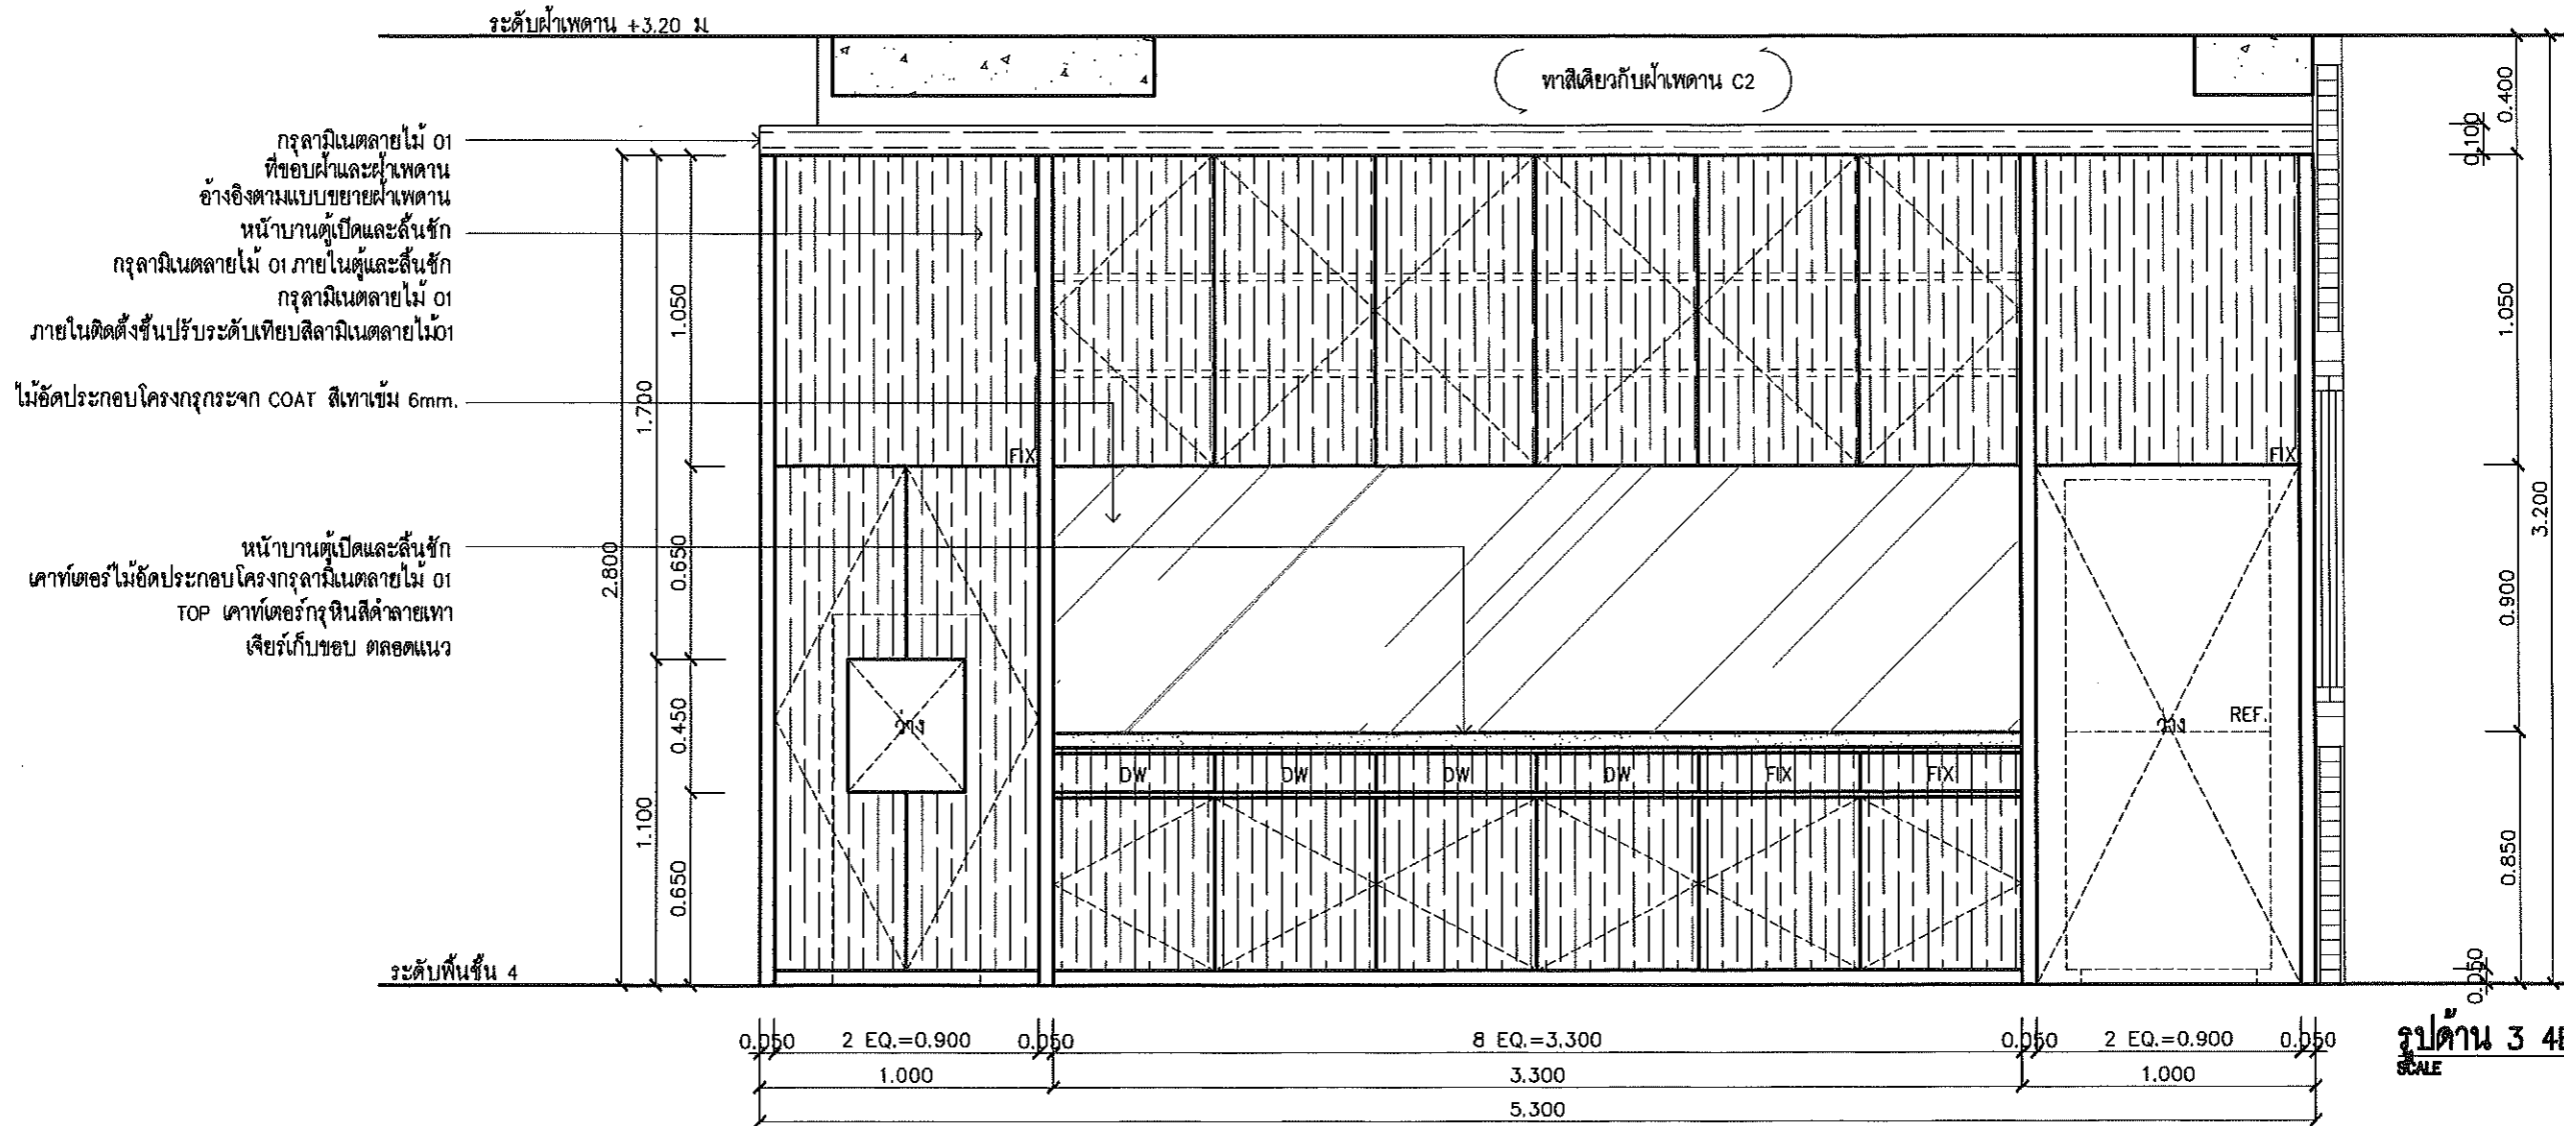 ระดับฝ้าเพดาน +3.20 ม
ทาสีเดียวกับฝ้าเพดาน C2
กรุลามิเนตลายไม้ 01
ที่ขอบฝ้าและฝ้าเพดาน
อ้างอิงตามแบบขยายฝ้าเพดาน
หน้าบานตู้เปิดและลิ้นชัก
กรุลามิเนตลายไม้ 01 ภายในตู้และลิ้นชัก
กรุลามิเนตลายไม้ 01
ภายในติดตั้งชั้นปรับระดับเทียบสีลามิเนตลายไม้01
ไม้อัดประกอบโครงกรุกระจก COAT สีเทาเข้ม 6mm.
หน้าบานตู้เปิดและลิ้นชัก
เคาท์เตอร์ไม้อัดประกอบโครงกรุลามิเนตลายไม้ 01
TOP เคาท์เตอร์กรุหินสีดำลายเทา
เจียร์เก็บขอบ ตลอดแนว
ระดับพื้นชั้น 4
2.800
1.700
1.100
1.050
0.650
0.450
0.650
FIX
FIX
ว่าง
ว่าง
REF.
DW DW DW DW FIX FIX
0.400
0.100
1.050
0.900
0.850
0.050
3.200
0.050 2 EQ.=0.900 0.050 8 EQ.=3.300 0.050 2 EQ.=0.900 0.050
1.000 3.300 1.000
5.300
รูปด้าน 3
SCALE